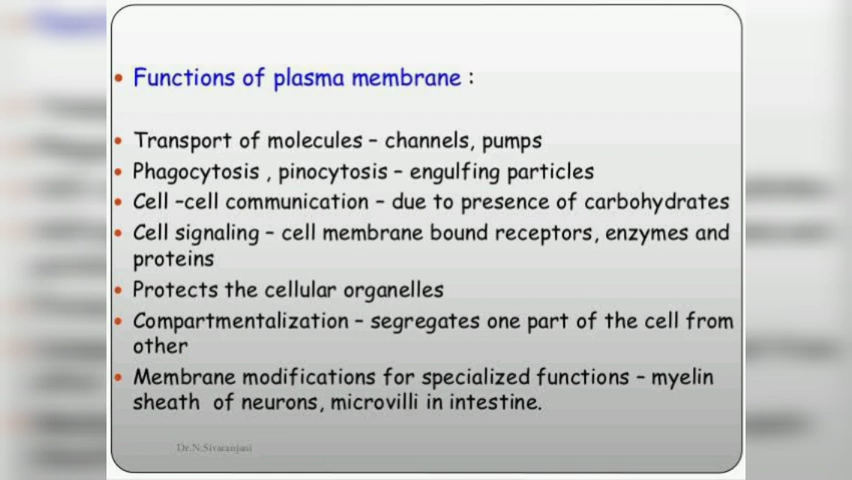 Functions of plasma membrane :
Transport of molecules – channels, pumps
Phagocytosis , pinocytosis – engulfing particles
Cell –cell communication – due to presence of carbohydrates
Cell signaling – cell membrane bound receptors, enzymes and
proteins
Protects the cellular organelles
Compartmentalization – segregates one part of the cell from
other
Membrane modifications for specialized functions – myelin
sheath of neurons, microvilli in intestine.
Dr.N.Sivaranjani